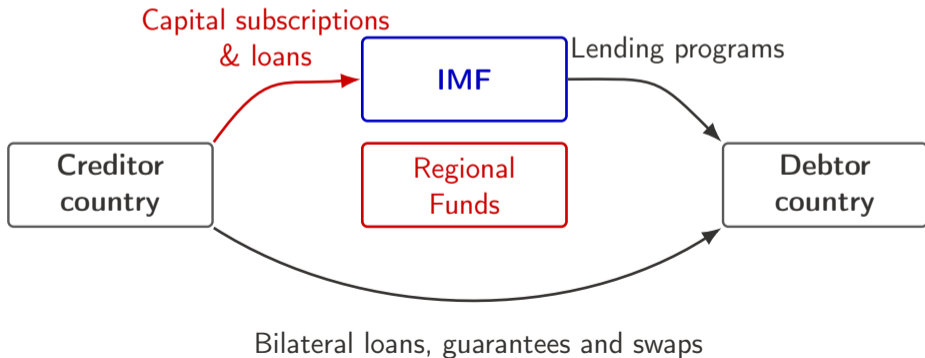 Capital subscriptions
& loans
IMF
Lending programs
Creditor
country
Regional
Funds
Debtor
country
Bilateral loans, guarantees and swaps